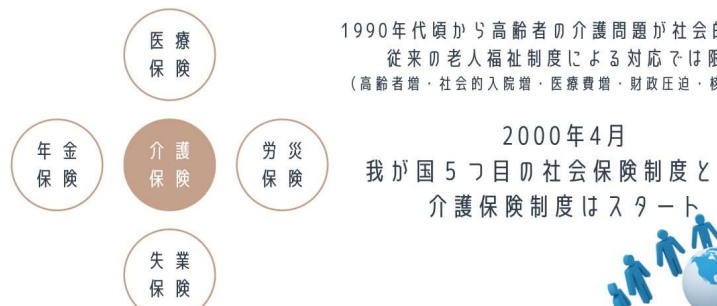 医療
保険
年金
保険
介護
保険
労災
保険
失業
保険
1990年代頃から高齢者の介護問題が社会
従来の老人福祉制度による対応では
（高齢者増・社会的入院増・医療費増・財政圧迫・
2000年4月
我が国５つ目の社会保険制度と
介護保険制度はスタート